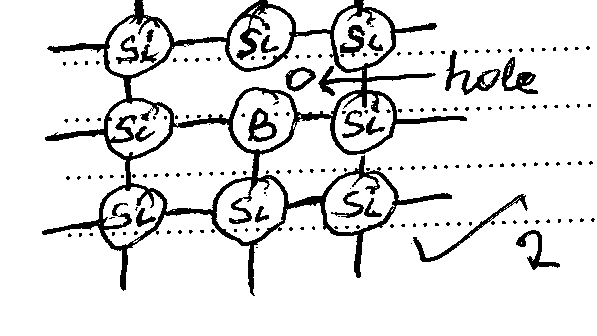 Si Si Si
O ← hole
Si B Si
Si Si Si
✓ 2